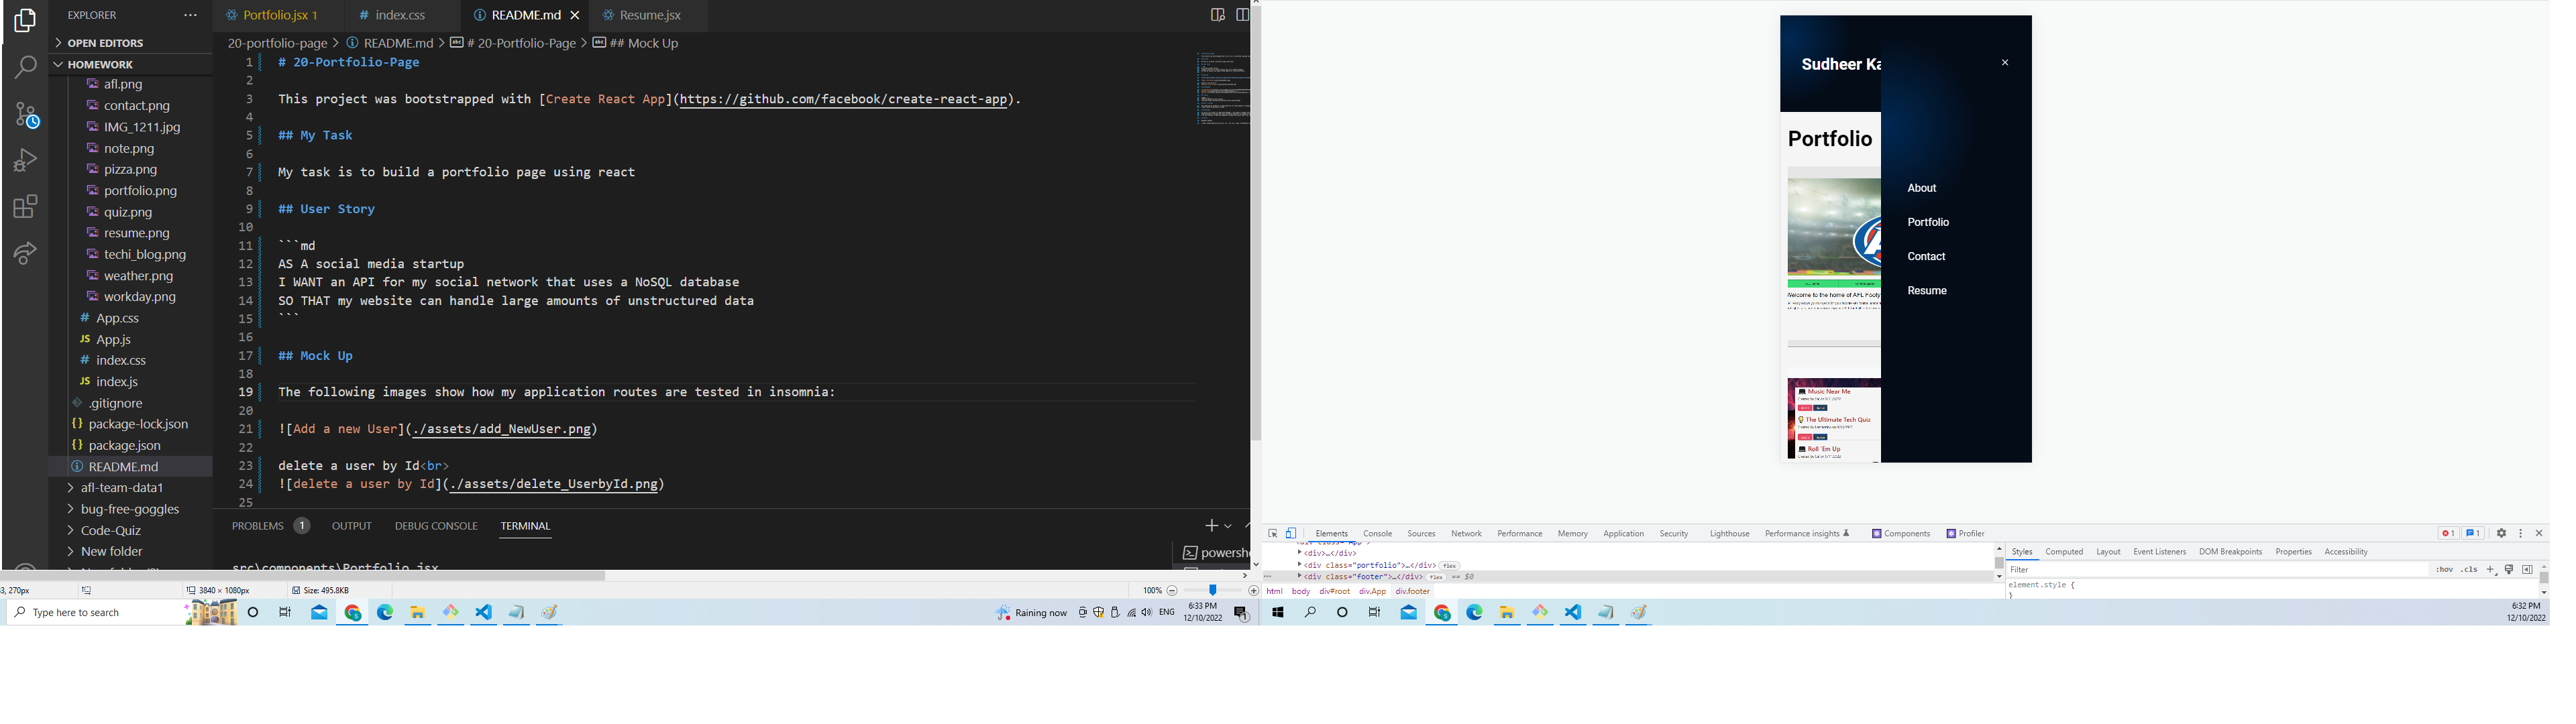 EXPLORER
OPEN EDITORS
HOMEWORK
afl.png
contact.png
IMG_1211.jpg
note.png
pizza.png
portfolio.png
quiz.png
resume.png
techi_blog.png
weather.png
workday.png
# App.css
JS App.js
# index.css
JS index.js
.gitignore
{} package-lock.json
{} package.json
README.md
afl-team-data1
bug-free-goggles
Code-Quiz
New folder
Portfolio.jsx 1
# index.css
README.md
Resume.jsx
20-portfolio-page > README.md > # 20-Portfolio-Page > ## Mock Up
1 # 20-Portfolio-Page
2
3 This project was bootstrapped with [Create React App](https://github.com/facebook/create-react-app).
4
5 ## My Task
6
7 My task is to build a portfolio page using react
8
9 ## User Story
10
11 ```md
12 AS A social media startup
13 I WANT an API for my social network that uses a NoSQL database
14 SO THAT my website can handle large amounts of unstructured data
15 ```
16
17 ## Mock Up
18
19 The following images show how my application routes are tested in insomnia:
20
21 ![Add a new User](./assets/add_NewUser.png)
22
23 delete a user by Id<br>
24 ![delete a user by Id](./assets/delete_UserbyId.png)
25
PROBLEMS 1 OUTPUT DEBUG CONSOLE TERMINAL
powershe
src\components\Portfolio.jsx
3, 270px
3840 × 1080px
Size: 495.8KB
100%
Type here to search
Raining now
ENG
6:33 PM
12/10/2022
Sudheer Ka
×
Portfolio
About
Portfolio
Contact
Resume
Welcome to the home of AFL Footy
Music Near Me
The Ultimate Tech Quiz
Roll 'Em Up
Elements Console Sources Network Performance Memory Application Security Lighthouse Performance insights Components Profiler
1 1
<div>…</div>
<div class="portfolio">…</div> flex
<div class="footer">…</div> flex == $0
html body div#root div.App div.footer
Styles Computed Layout Event Listeners DOM Breakpoints Properties Accessibility
Filter
:hov .cls
element.style {
}
6:32 PM
12/10/2022